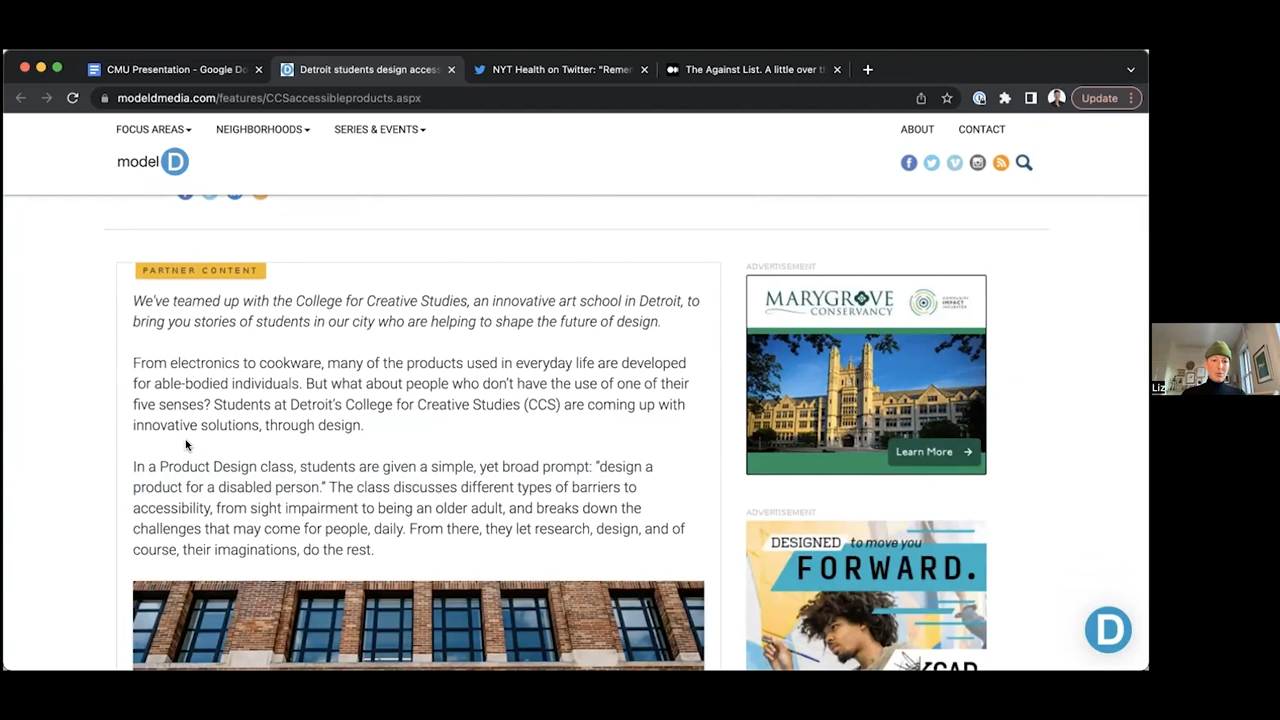 CMU Presentation - Google Do
Detroit students design acces
NYT Health on Twitter: "Reme
The Against List. A little over t
modeldmedia.com/features/CCSaccessibleproducts.aspx
Update
FOCUS AREAS
NEIGHBORHOODS
SERIES & EVENTS
ABOUT
CONTACT
model D
PARTNER CONTENT
We've teamed up with the College for Creative Studies, an innovative art school in Detroit, to
bring you stories of students in our city who are helping to shape the future of design.
From electronics to cookware, many of the products used in everyday life are developed
for able-bodied individuals. But what about people who don't have the use of one of their
five senses? Students at Detroit's College for Creative Studies (CCS) are coming up with
innovative solutions, through design.
In a Product Design class, students are given a simple, yet broad prompt: "design a
product for a disabled person." The class discusses different types of barriers to
accessibility, from sight impairment to being an older adult, and breaks down the
challenges that may come for people, daily. From there, they let research, design, and of
course, their imaginations, do the rest.
ADVERTISEMENT
MARYGROVE
CONSERVANCY
COMMUNITY
IMPACT
INCUBATOR
Learn More
ADVERTISEMENT
DESIGNED to move you
FORWARD.
D
Liz